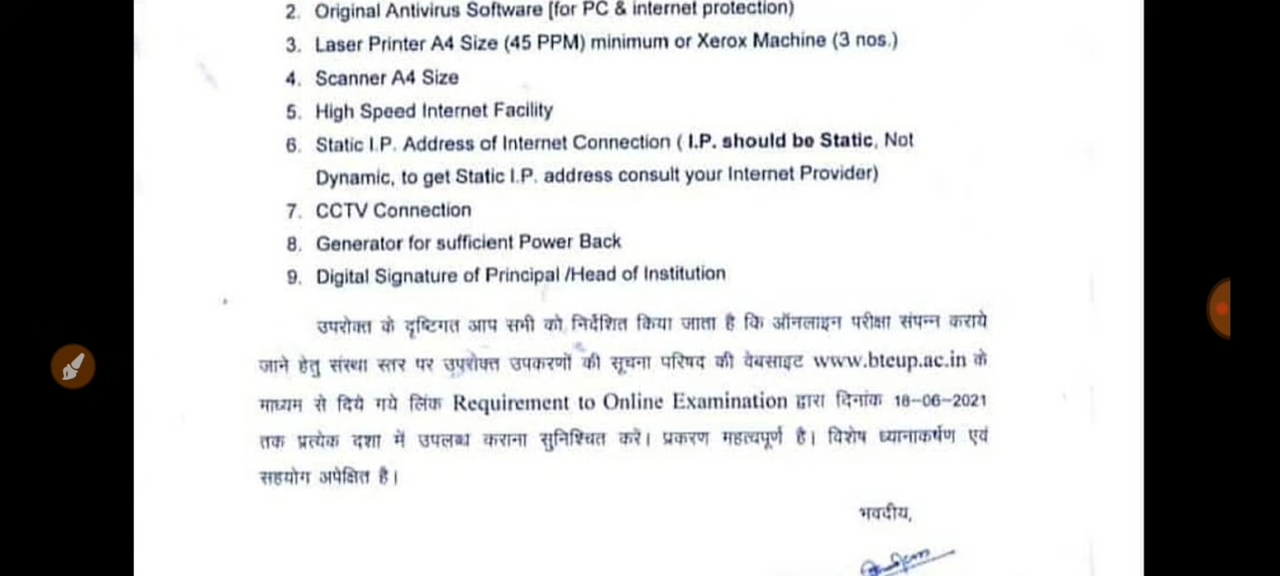 2. Original Antivirus Software [for PC & internet protection)
3. Laser Printer A4 Size (45 PPM) minimum or Xerox Machine (3 nos.)
4. Scanner A4 Size
5. High Speed Internet Facility
6. Static I.P. Address of Internet Connection ( I.P. should be Static, Not
Dynamic, to get Static I.P. address consult your Internet Provider)
7. CCTV Connection
8. Generator for sufficient Power Back
9. Digital Signature of Principal /Head of Institution
उपरोक्त के दृष्टिगत आप सभी को निर्देशित किया जाता है कि ऑनलाइन परीक्षा संपन्न कराये
जाने हेतु संस्था स्तर पर उपरोक्त उपकरणों की सूचना परिषद की वेबसाइट www.bteup.ac.in के
माध्यम से दिये गये लिंक Requirement to Online Examination द्वारा दिनांक 18-06-2021
तक प्रत्येक दशा में उपलब्ध कराना सुनिश्चित करें। प्रकरण महत्वपूर्ण है। विशेष ध्यानाकर्षण एवं
सहयोग अपेक्षित है।
भवदीय,